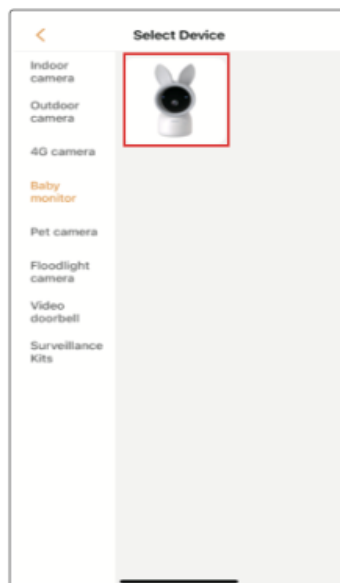 Select Device
Indoor
camera
Outdoor
camera
4G camera
Baby
monitor
Pet camera
Floodlight
camera
Video
doorbell
Surveillance
Kits